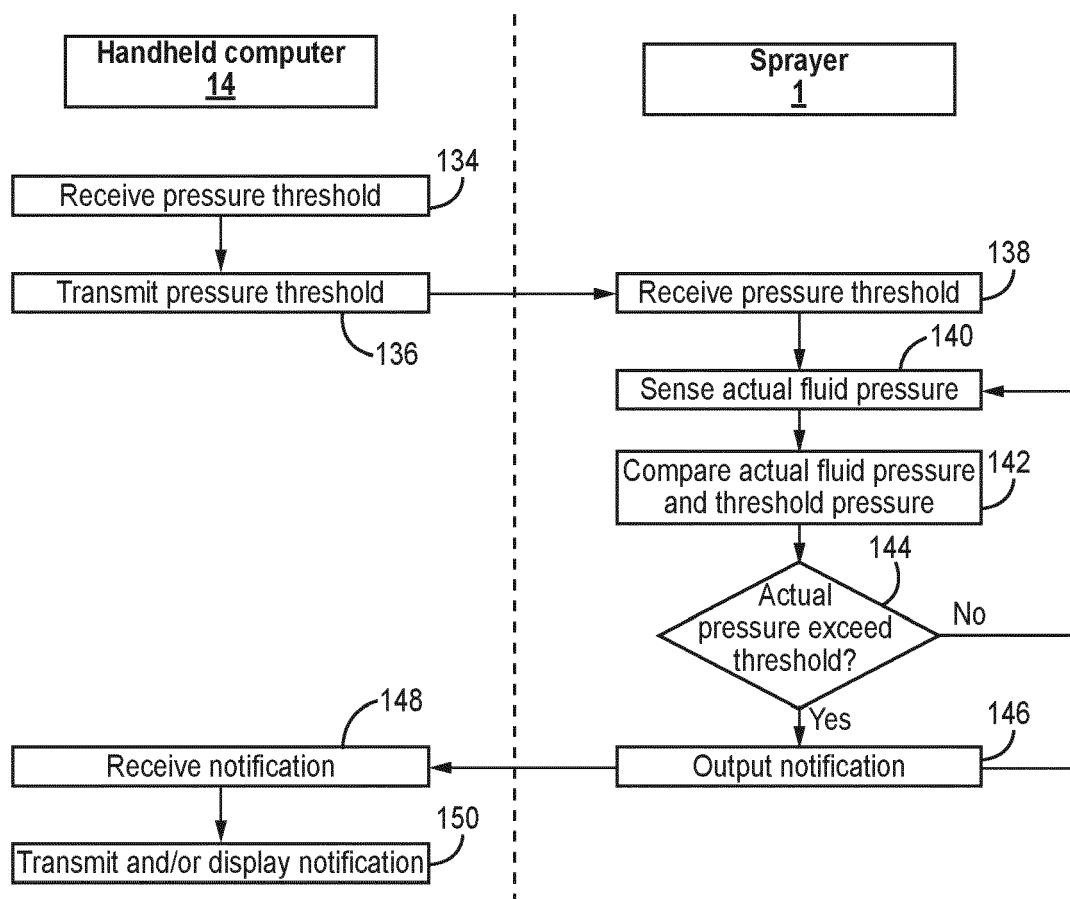 Handheld computer
14
Sprayer
1
Receive pressure threshold
134
Transmit pressure threshold
136
Receive pressure threshold
138
Sense actual fluid pressure
140
Compare actual fluid pressure
and threshold pressure
142
Actual
pressure exceed
threshold?
144
No
Yes
Output notification
146
Receive notification
148
Transmit and/or display notification
150